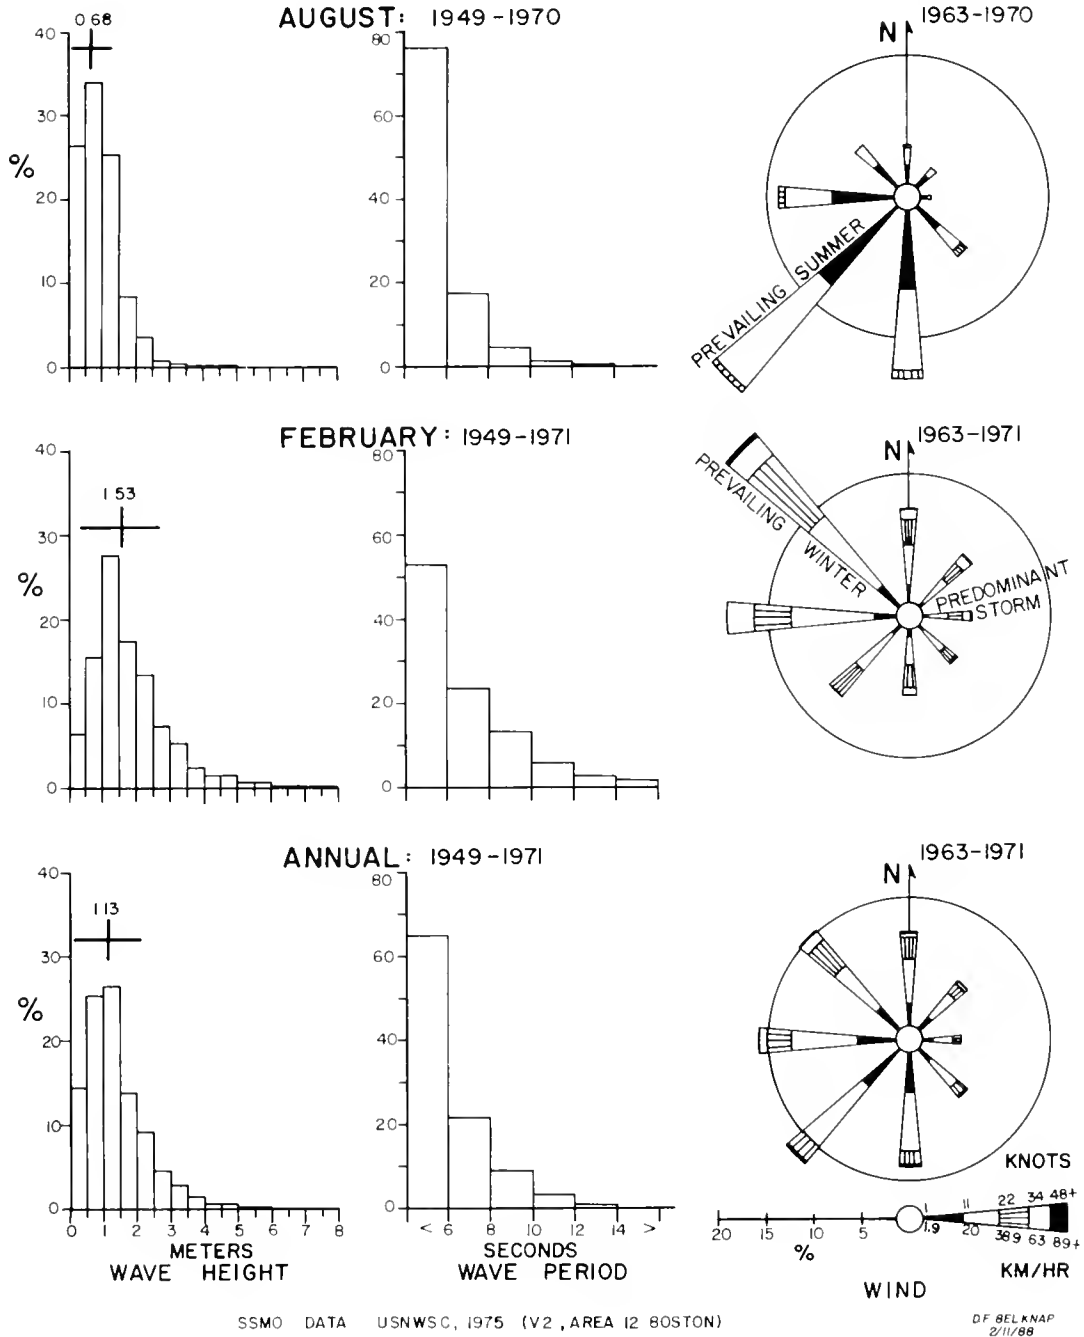 AUGUST: 1949-1970
1963-1970
0 68
N
40
30
20
10
0
%
80
60
40
20
0
PREVAILING SUMMER
FEBRUARY: 1949-1971
1963-1971
1 53
N
40
30
20
10
0
%
80
60
40
20
0
PREVAILING
WINTER
PREDOMINANT
STORM
ANNUAL: 1949-1971
1963-1971
1 13
N
40
30
20
10
0
%
80
60
40
20
0
0 1 2 3 4 5 6 7 8
METERS
WAVE HEIGHT
< 6 8 10 12 14 >
SECONDS
WAVE PERIOD
KNOTS
1 11 22 34 48+
20 15 10 5
1.9 20 38.9 63 89+
%
KM/HR
WIND
SSMO DATA USNWSC, 1975 (V2, AREA 12 BOSTON)
D.F. BELKNAP
2/11/88